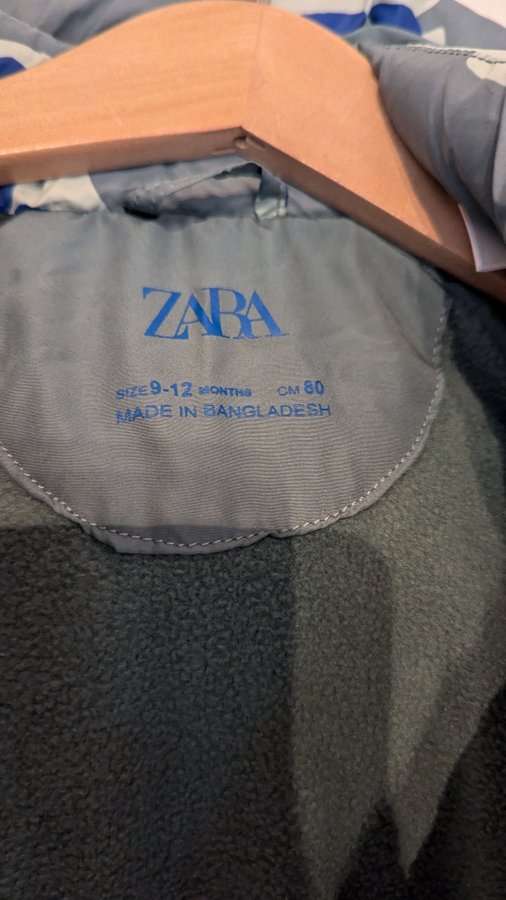 ZARA
SIZE 9-12 MONTHS CM 80
MADE IN BANGLADESH